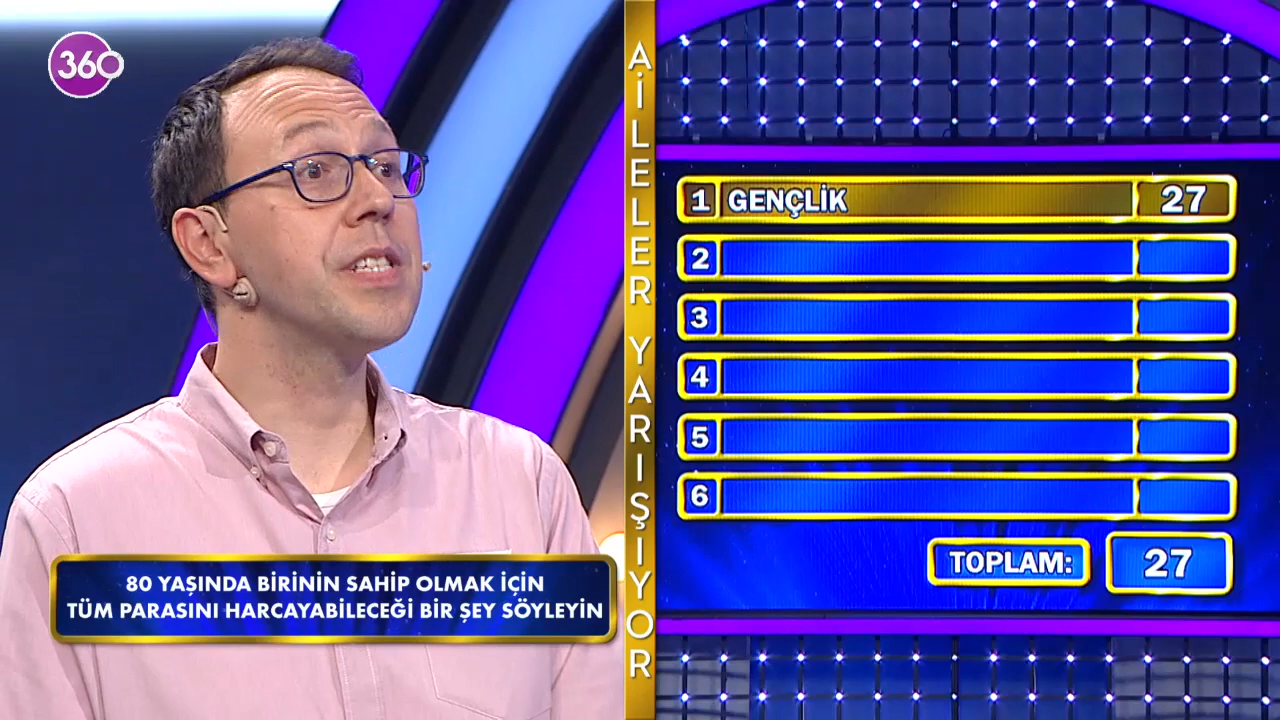 360
AİLELER YARIŞIYOR
1 GENÇLİK 27
2
3
4
5
6
TOPLAM: 27
80 YAŞINDA BİRİNİN SAHİP OLMAK İÇİN
TÜM PARASINI HARCAYABİLECEĞİ BİR ŞEY SÖYLEYİN